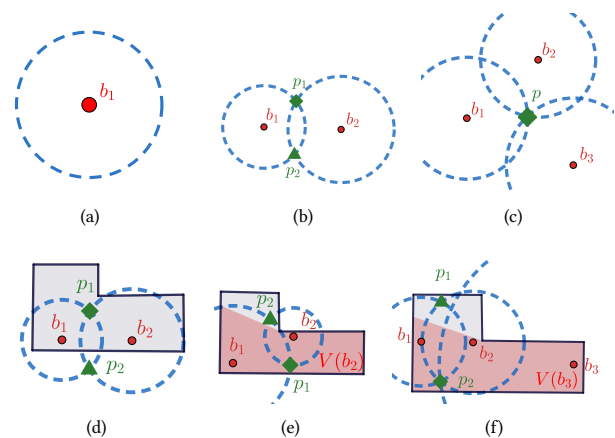 b₁
(a)
p₁
b₁
b₂
p₂
(b)
b₂
p
b₁
b₃
(c)
p₁
b₁
b₂
p₂
(d)
p₂
b₂
b₁
V(b₂)
p₁
(e)
p₁
b₁
b₂
b₃
p₂
V(b₃)
(f)